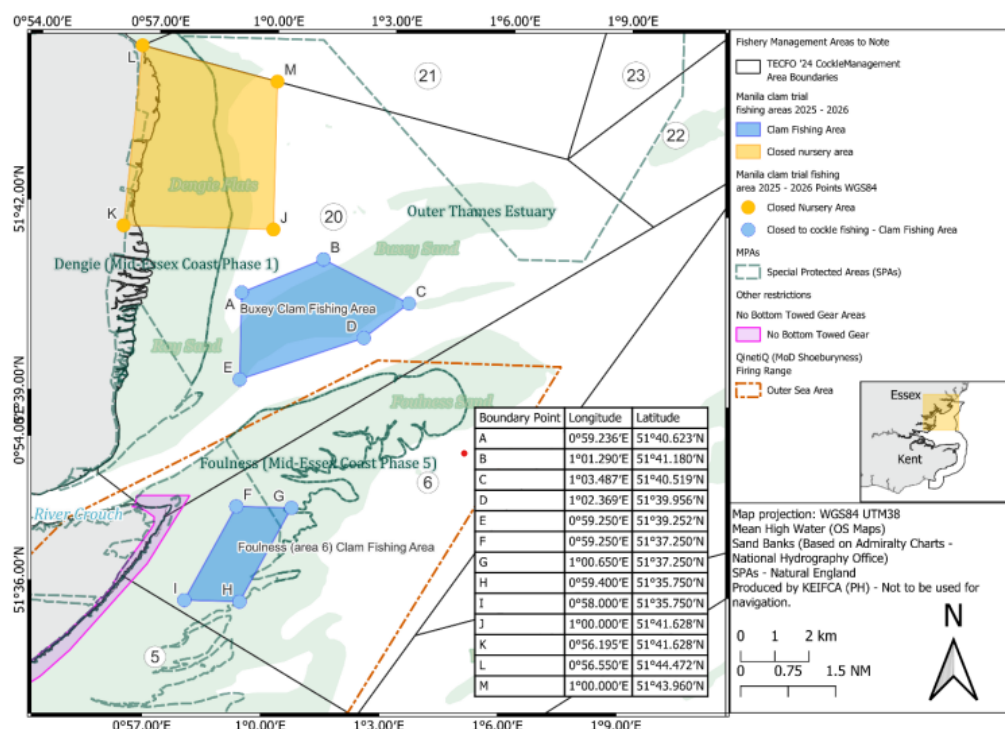 0°54.00'E 0°57.00'E 1°0.00'E 1°3.00'E 1°6.00'E 1°9.00'E
L
M
21
23
22
51°42.00'N
Dengie Flats
K
J
20
Outer Thames Estuary
B
Buxey Sand
Dengie (Mid-Essex Coast Phase 1)
A
C
Buxey Clam Fishing Area
D
Ray Sand
E
51°39.00'N
Foulness Sand
0°54.00'E
Foulness (Mid-Essex Coast Phase 5)
6
River Crouch
F
G
Foulness (area 6) Clam Fishing Area
51°36.00'N
I
H
5
0°57.00'E 1°0.00'E 1°3.00'E 1°6.00'E 1°9.00'E
Boundary Point Longitude Latitude
A 0°59.236'E 51°40.623'N
B 1°01.290'E 51°41.180'N
C 1°03.487'E 51°40.519'N
D 1°02.369'E 51°39.956'N
E 0°59.250'E 51°39.252'N
F 0°59.250'E 51°37.250'N
G 1°00.650'E 51°37.250'N
H 0°59.400'E 51°35.750'N
I 0°58.000'E 51°35.750'N
J 1°00.000'E 51°41.628'N
K 0°56.195'E 51°41.628'N
L 0°56.550'E 51°44.472'N
M 1°00.000'E 51°43.960'N
Fishery Management Areas to Note
TECFO '24 CockleManagement
Area Boundaries
Manila clam trial
fishing areas 2025 - 2026
Clam Fishing Area
Closed nursery area
Manila clam trial fishing
area 2025 - 2026 Points WGS84
Closed Nursery Area
Closed to cockle fishing - Clam Fishing Area
MPAs
Special Protected Areas (SPAs)
Other restrictions
No Bottom Towed Gear Areas
No Bottom Towed Gear
QinetiQ (MoD Shoeburyness)
Firing Range
Outer Sea Area
Essex
Kent
Map projection: WGS84 UTM38
Mean High Water (OS Maps)
Sand Banks (Based on Admiralty Charts -
National Hydrography Office)
SPAs - Natural England
Produced by KEIFCA (PH) - Not to be used for
navigation.
0 1 2 km
0 0.75 1.5 NM
N